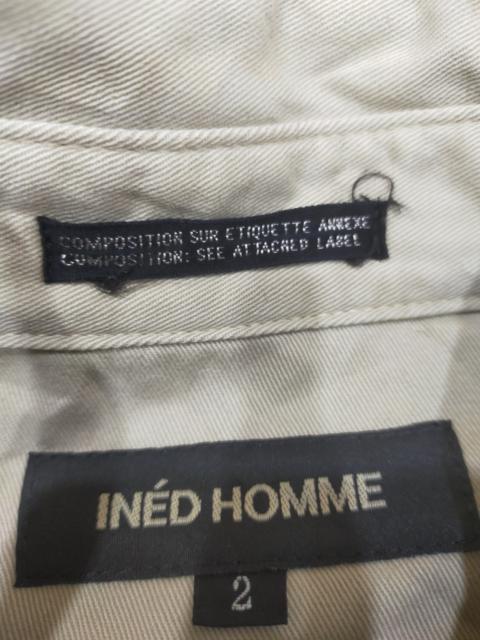 COMPOSITION SUR ETIQUETTE ANNEXE
COMPOSITION: SEE ATTACHED LABEL
INÉD HOMME
2